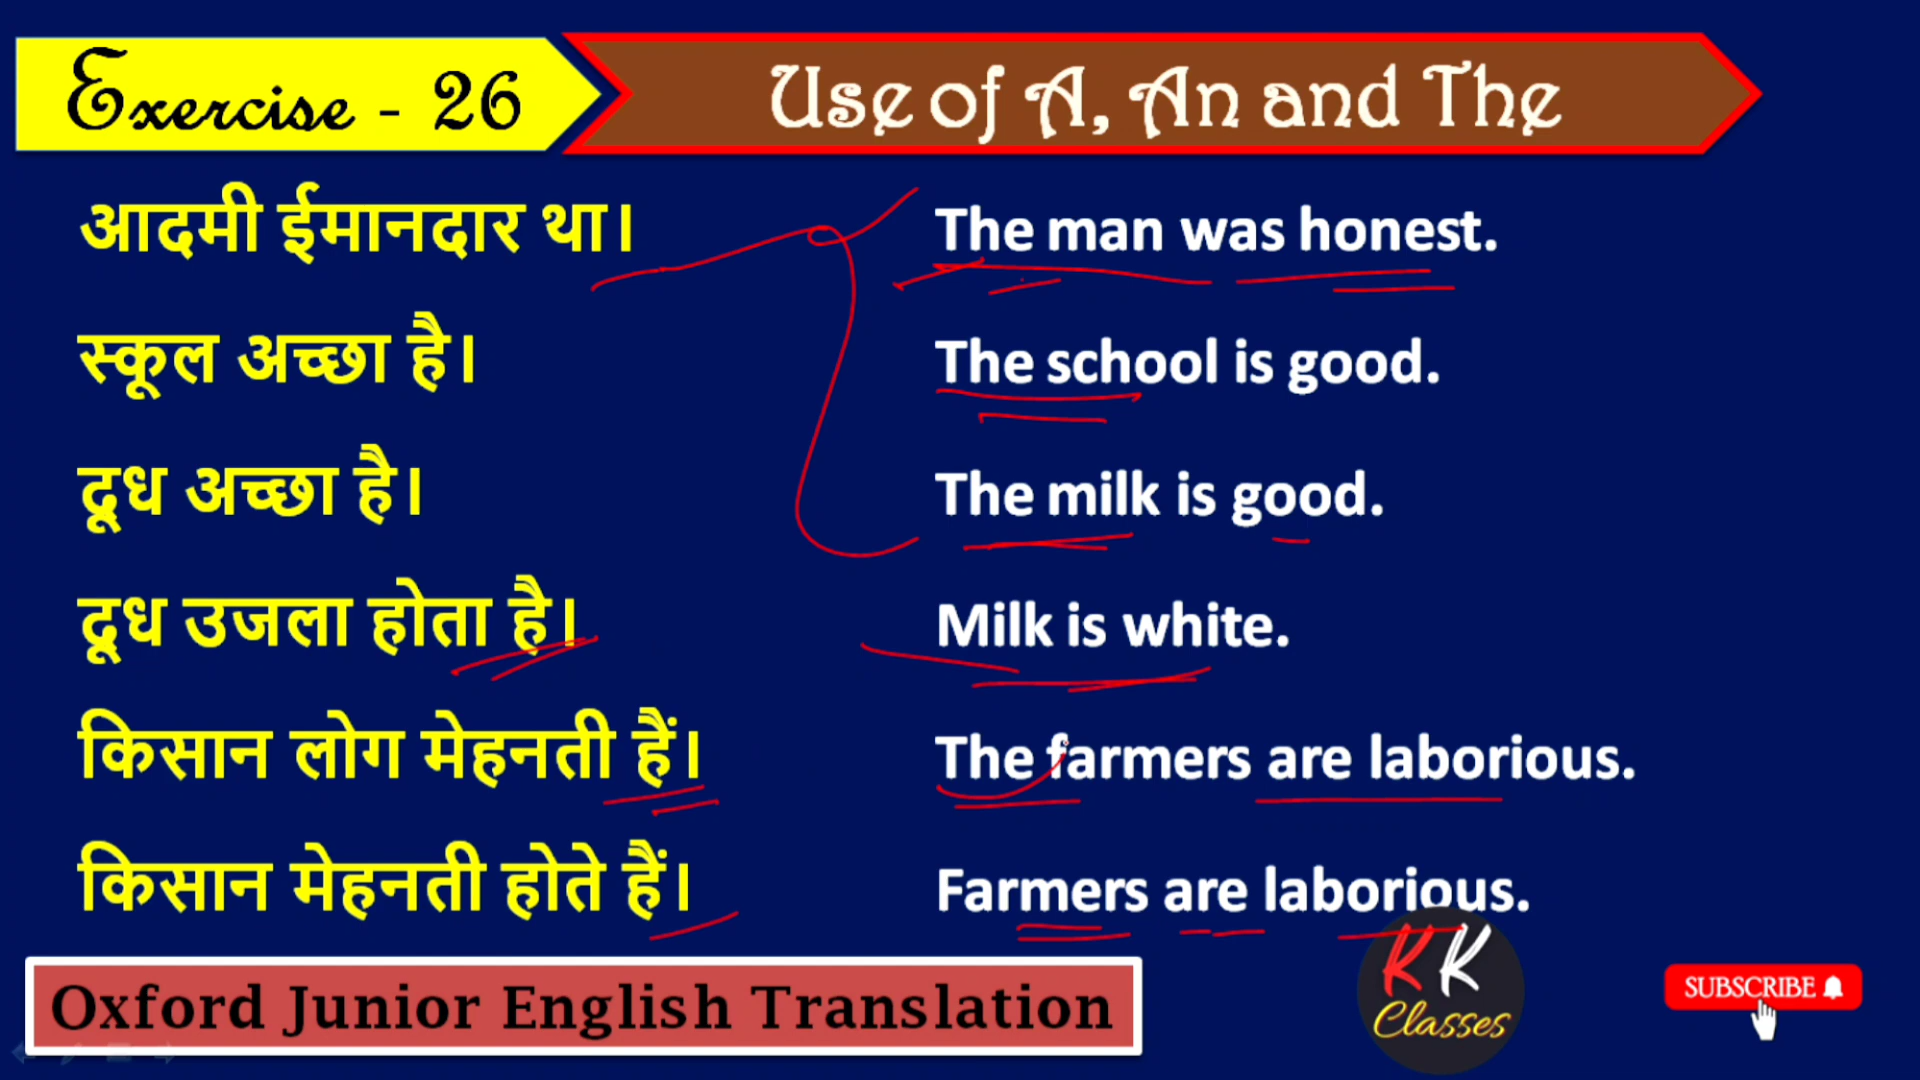 Exercise - 26
Use of A, An and The
आदमी ईमानदार था।
The man was honest.
स्कूल अच्छा है।
The school is good.
दूध अच्छा है।
The milk is good.
दूध उजला होता है।
Milk is white.
किसान लोग मेहनती हैं।
The farmers are laborious.
किसान मेहनती होते हैं।
Farmers are laborious.
Oxford Junior English Translation
KK
Classes
SUBSCRIBE